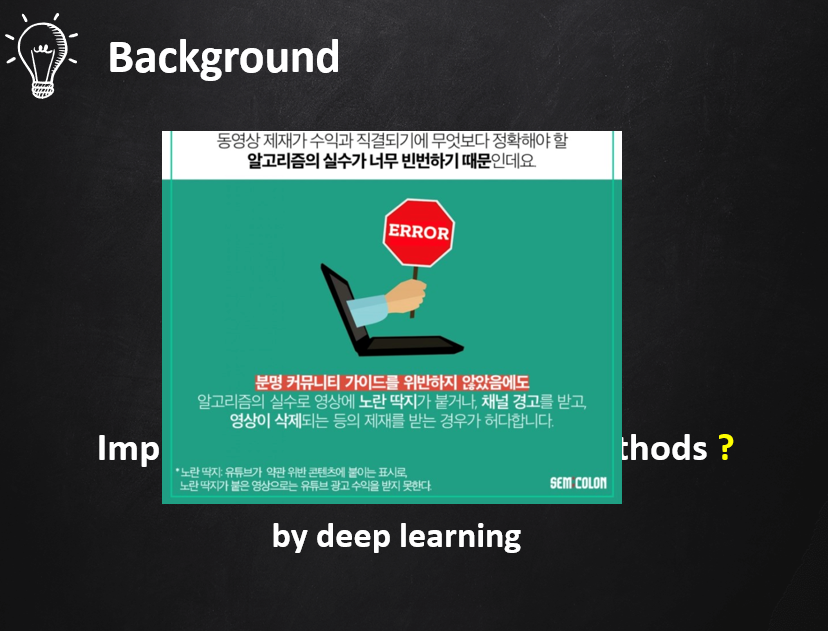 Background
동영상 제재가 수익과 직결되기에 무엇보다 정확해야 할
알고리즘의 실수가 너무 빈번하기 때문인데요.
ERROR
분명 커뮤니티 가이드를 위반하지 않았음에도
알고리즘의 실수로 영상에 노란 딱지가 붙거나, 채널 경고를 받고,
영상이 삭제되는 등의 제재를 받는 경우가 허다합니다.
Imp thods ?
* 노란 딱지: 유튜브가 약관 위반 콘텐츠에 붙이는 표시로,
노란 딱지가 붙은 영상으로는 유튜브 광고 수익을 받지 못한다.
SEM COLON
by deep learning